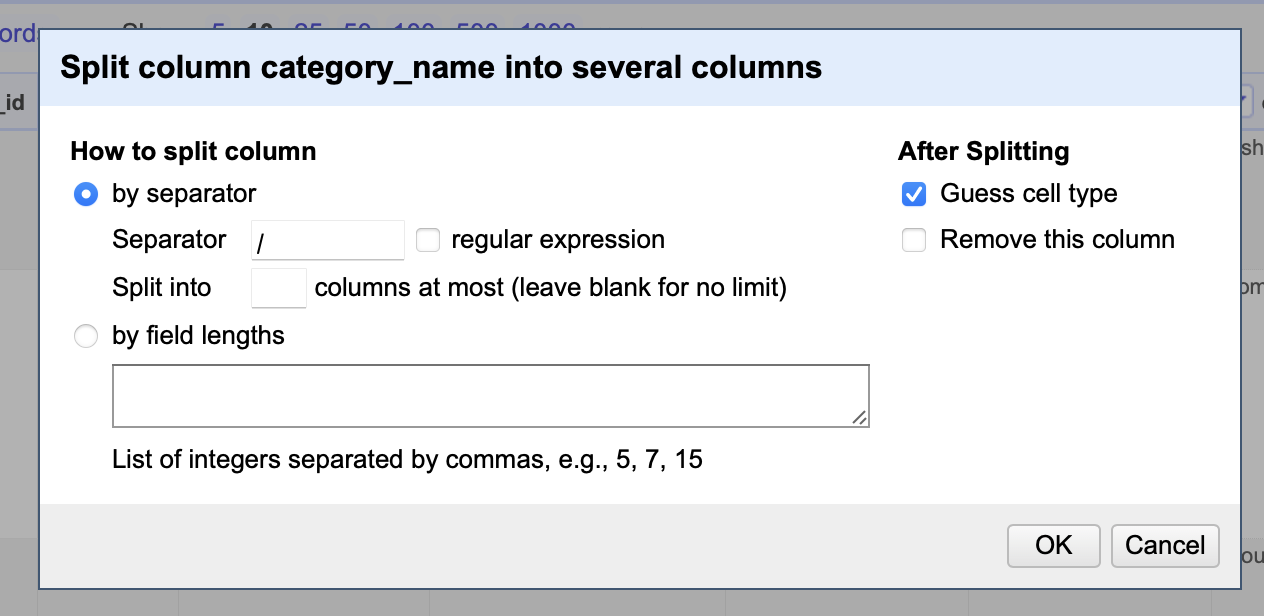 5 10 25 50 100 500 1000
Split column category_name into several columns
_id
How to split column
After Splitting
by separator
Guess cell type
Separator / regular expression
Remove this column
Split into columns at most (leave blank for no limit)
by field lengths
List of integers separated by commas, e.g., 5, 7, 15
OK Cancel